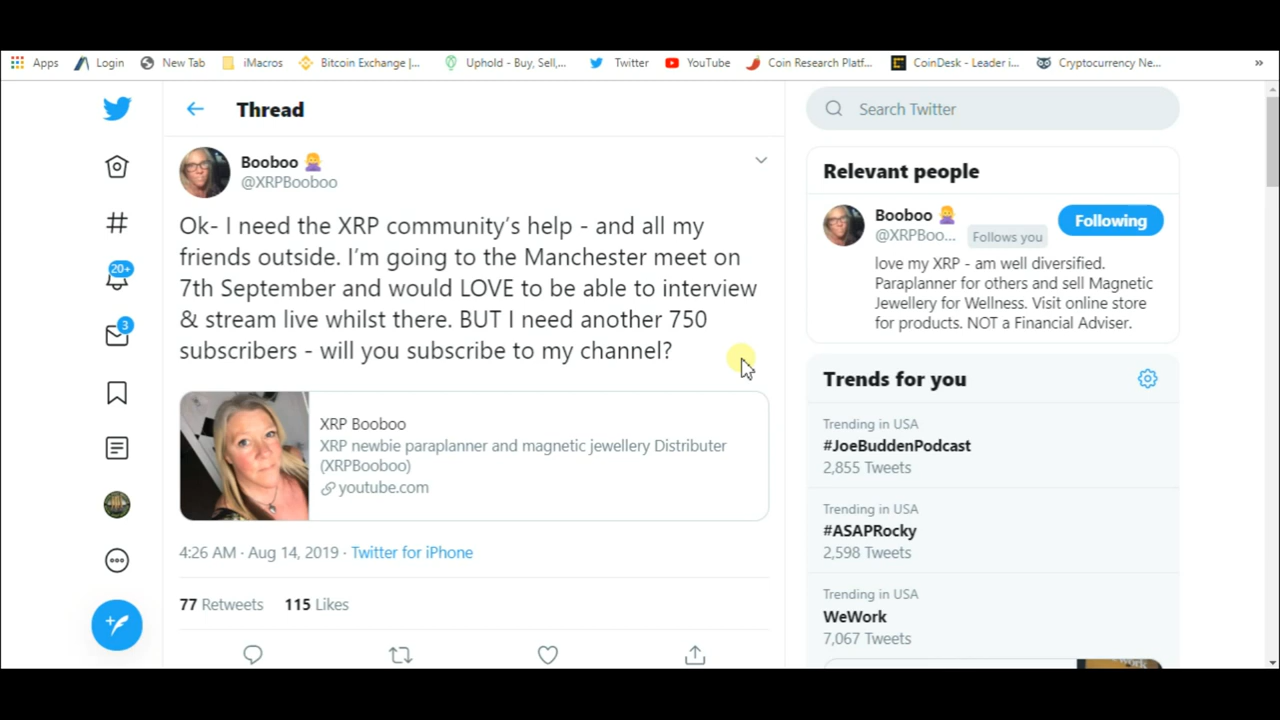 Apps
Login
New Tab
iMacros
Bitcoin Exchange |...
Uphold - Buy, Sell,...
Twitter
YouTube
Coin Research Platf...
CoinDesk - Leader i...
Cryptocurrency Ne...
»
Thread
Search Twitter
Booboo 🙍‍♀️
@XRPBooboo
Ok- I need the XRP community’s help - and all my
friends outside. I’m going to the Manchester meet on
7th September and would LOVE to be able to interview
& stream live whilst there. BUT I need another 750
subscribers - will you subscribe to my channel?
XRP Booboo
XRP newbie paraplanner and magnetic jewellery Distributer
(XRPBooboo)
youtube.com
4:26 AM · Aug 14, 2019 · Twitter for iPhone
77 Retweets 115 Likes
20+
3
Relevant people
Booboo 🙍‍♀️
@XRPBoo... Follows you
Following
love my XRP - am well diversified.
Paraplanner for others and sell Magnetic
Jewellery for Wellness. Visit online store
for products. NOT a Financial Adviser.
Trends for you
Trending in USA
#JoeBuddenPodcast
2,855 Tweets
Trending in USA
#ASAPRocky
2,598 Tweets
Trending in USA
WeWork
7,067 Tweets